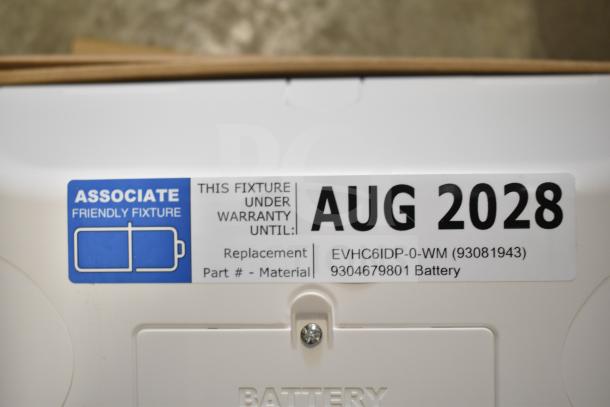 ASSOCIATE
FRIENDLY FIXTURE
THIS FIXTURE
UNDER
WARRANTY
UNTIL:
AUG 2028
Replacement
Part # - Material
EVHC6IDP-0-WM (93081943)
9304679801 Battery
BATTERY